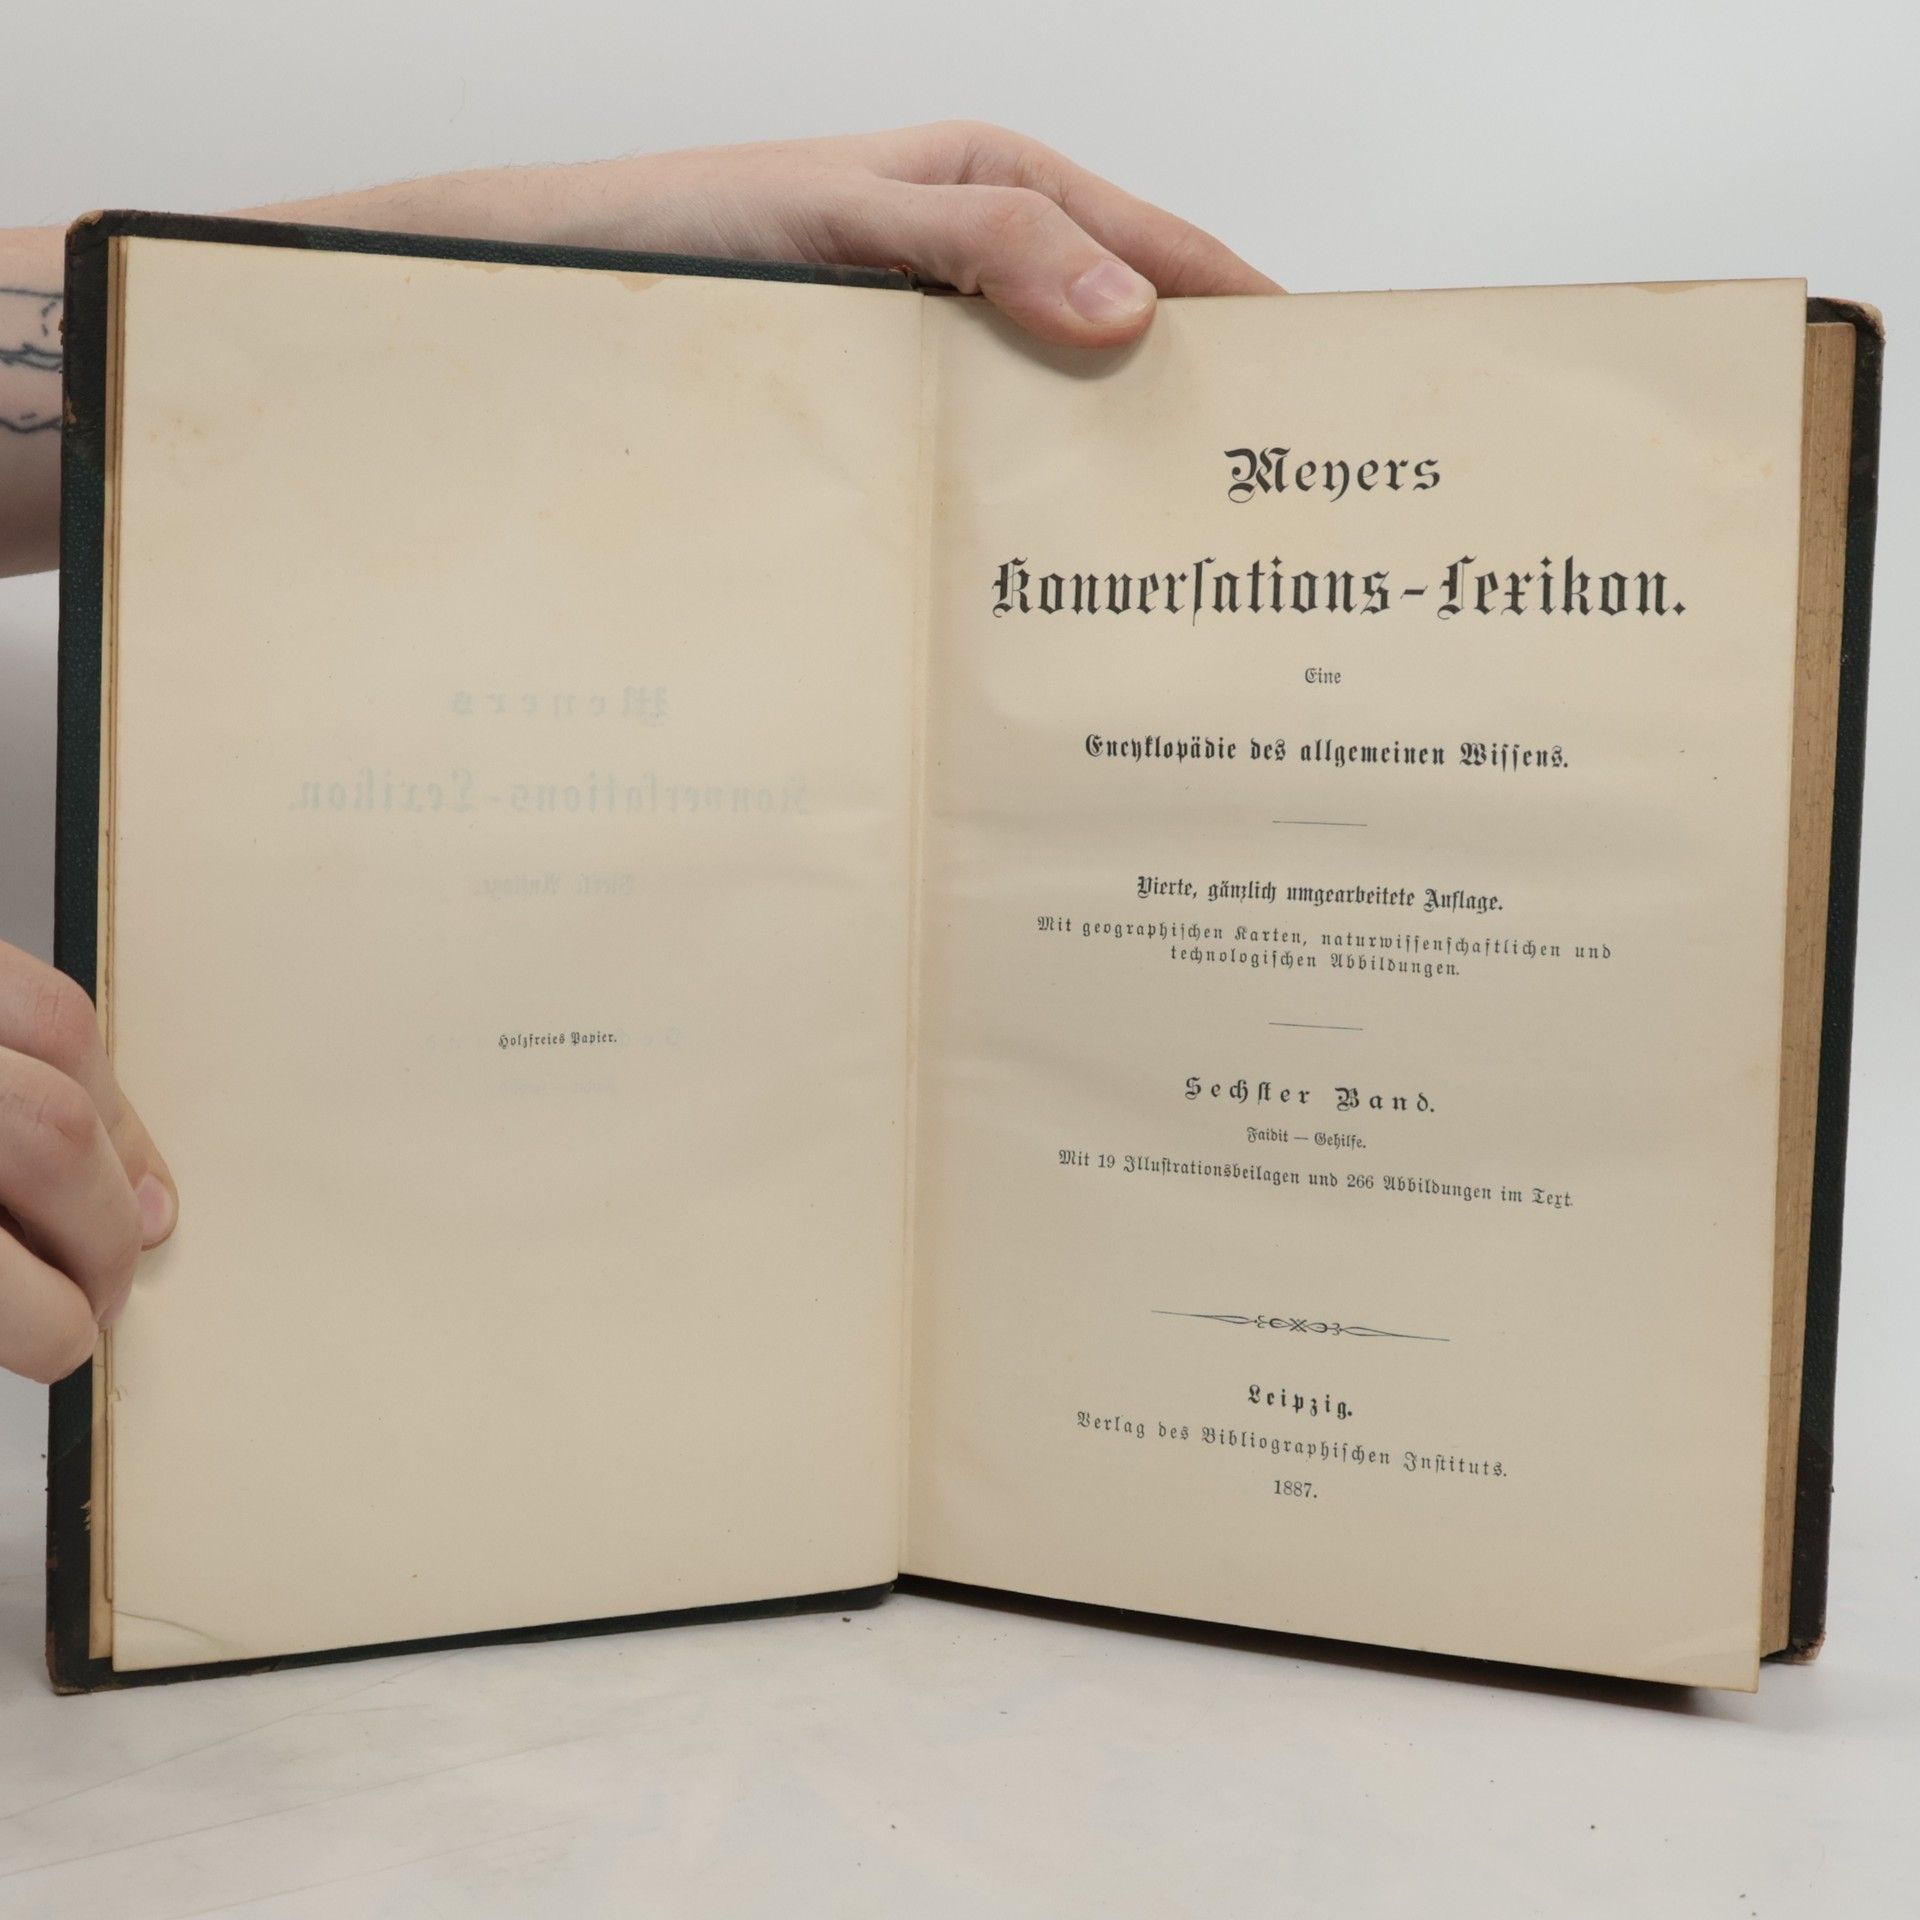 Holzfreies Papier.
Meyers
Konverſations-Lexikon.
Eine
Encyklopädie des allgemeinen Wiſſens.
Vierte, gänzlich umgearbeitete Auflage.
Mit geographiſchen Karten, naturwiſſenſchaftlichen und
technologiſchen Abbildungen.
Sechſter Band.
Faidit — Gehilfe.
Mit 19 Illuſtrationsbeilagen und 266 Abbildungen im Text.
Leipzig.
Verlag des Bibliographiſchen Inſtituts.
1887.